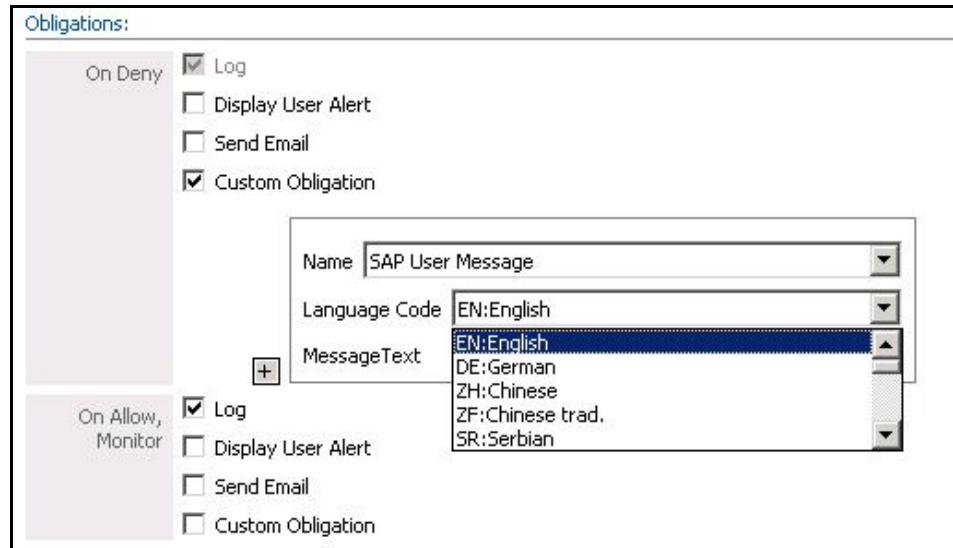 Obligations:
On Deny
Log
Display User Alert
Send Email
Custom Obligation
Name SAP User Message
Language Code EN:English
MessageText
EN:English
DE:German
ZH:Chinese
ZF:Chinese trad.
SR:Serbian
+
On Allow,
Monitor
Log
Display User Alert
Send Email
Custom Obligation